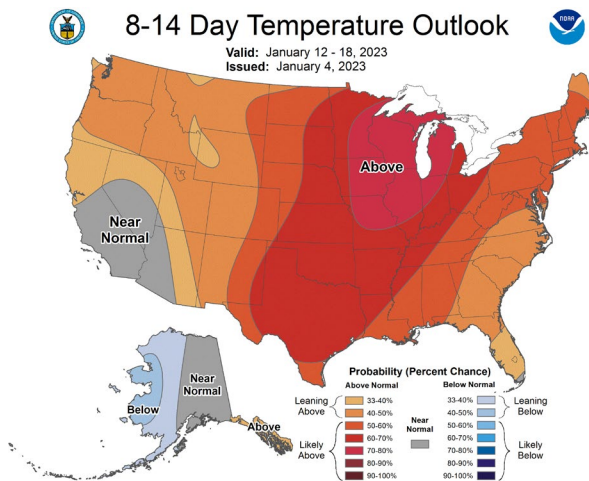 8-14 Day Temperature Outlook
NOAA
Valid: January 12 - 18, 2023
Issued: January 4, 2023
Above
Near
Normal
Near
Normal
Below
Above
Probability (Percent Chance)
Above Normal
Below Normal
Leaning
Above
33-40%
40-50%
Likely
Above
50-60%
60-70%
70-80%
80-90%
90-100%
Near
Normal
33-40%
40-50%
Leaning
Below
50-60%
60-70%
70-80%
80-90%
90-100%
Likely
Below